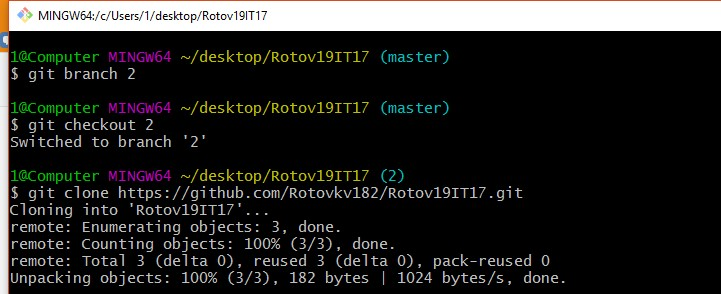 MINGW64:/c/Users/1/desktop/Rotov19IT17
1@Computer MINGW64 ~/desktop/Rotov19IT17 (master)
$ git branch 2
1@Computer MINGW64 ~/desktop/Rotov19IT17 (master)
$ git checkout 2
Switched to branch '2'
1@Computer MINGW64 ~/desktop/Rotov19IT17 (2)
$ git clone https://github.com/Rotovkv182/Rotov19IT17.git
Cloning into 'Rotov19IT17'...
remote: Enumerating objects: 3, done.
remote: Counting objects: 100% (3/3), done.
remote: Total 3 (delta 0), reused 3 (delta 0), pack-reused 0
Unpacking objects: 100% (3/3), 182 bytes | 1024 bytes/s, done.